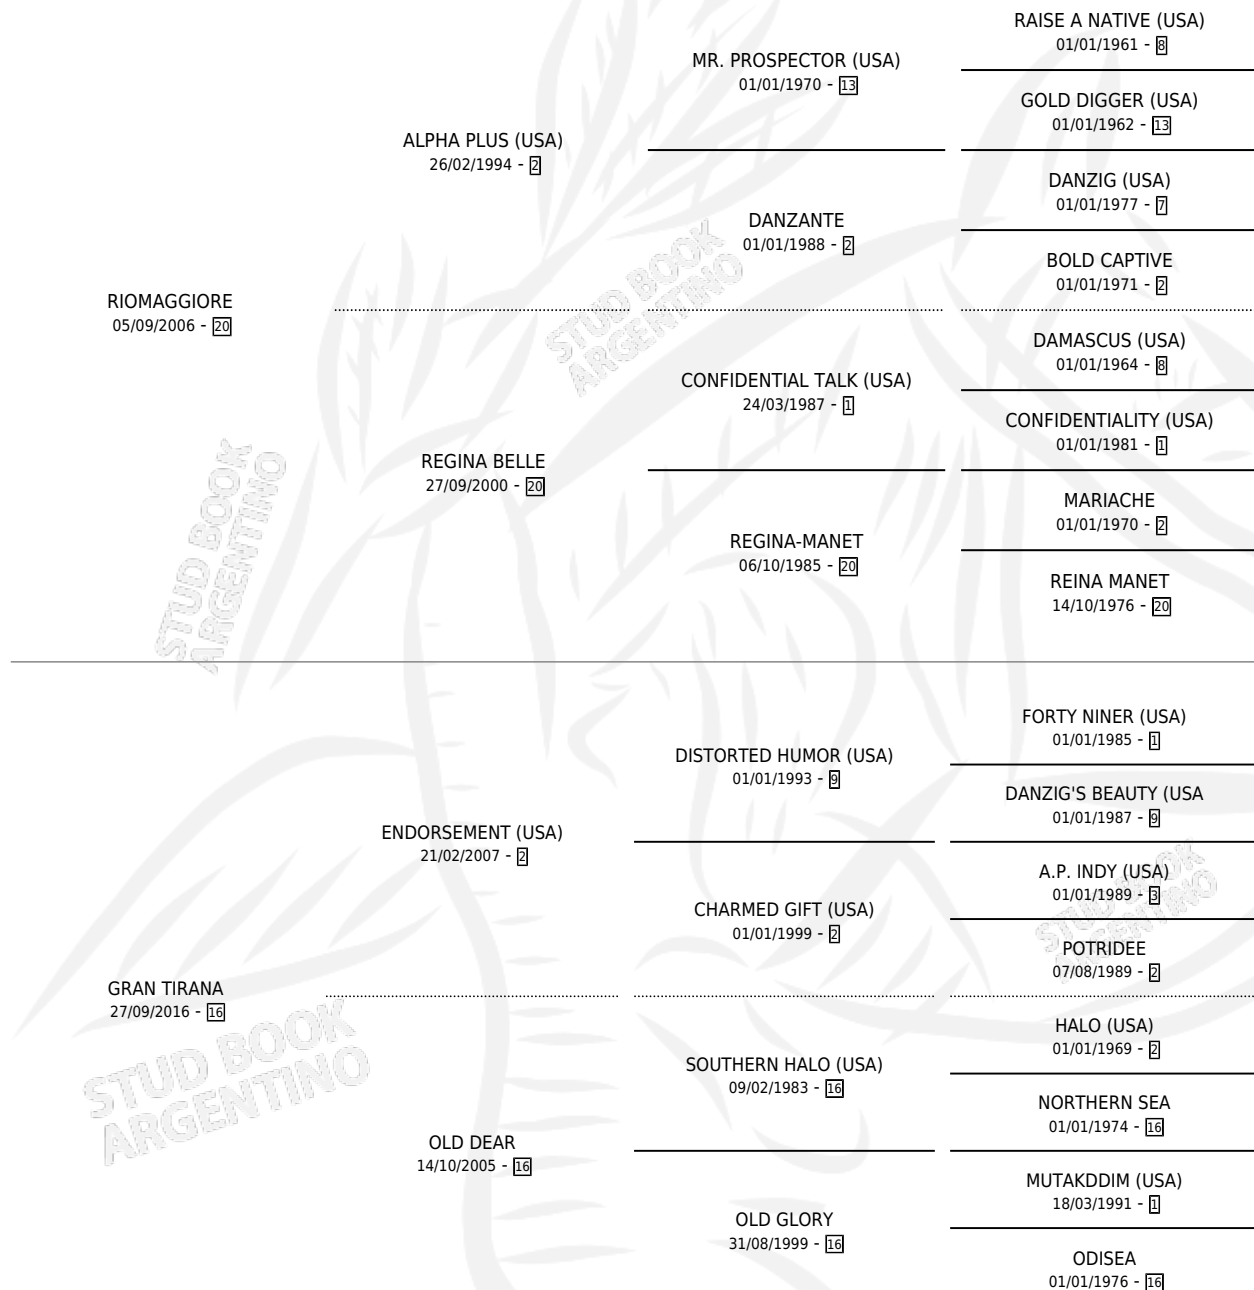 RAISE A NATIVE (USA)
01/01/1961 - 8
MR. PROSPECTOR (USA)
01/01/1970 - 13
GOLD DIGGER (USA)
01/01/1962 - 13
ALPHA PLUS (USA)
26/02/1994 - 2
DANZIG (USA)
01/01/1977 - 7
DANZANTE
01/01/1988 - 2
BOLD CAPTIVE
01/01/1971 - 2
RIOMAGGIORE
05/09/2006 - 20
DAMASCUS (USA)
01/01/1964 - 8
CONFIDENTIAL TALK (USA)
24/03/1987 - 1
CONFIDENTIALITY (USA)
01/01/1981 - 1
REGINA BELLE
27/09/2000 - 20
MARIACHE
01/01/1970 - 2
REGINA-MANET
06/10/1985 - 20
REINA MANET
14/10/1976 - 20
FORTY NINER (USA)
01/01/1985 - 1
DISTORTED HUMOR (USA)
01/01/1993 - 9
DANZIG'S BEAUTY (USA
01/01/1987 - 9
ENDORSEMENT (USA)
21/02/2007 - 2
A.P. INDY (USA)
01/01/1989 - 3
CHARMED GIFT (USA)
01/01/1999 - 2
POTRIDEE
07/08/1989 - 2
GRAN TIRANA
27/09/2016 - 16
HALO (USA)
01/01/1969 - 2
SOUTHERN HALO (USA)
09/02/1983 - 16
NORTHERN SEA
01/01/1974 - 16
OLD DEAR
14/10/2005 - 16
MUTAKDDIM (USA)
18/03/1991 - 1
OLD GLORY
31/08/1999 - 16
ODISEA
01/01/1976 - 16
STUD BOOK
ARGENTINO
STUD BOOK
ARGENTINO
STUD BOOK
ARGENTINO
STUD BOOK
ARGENTINO